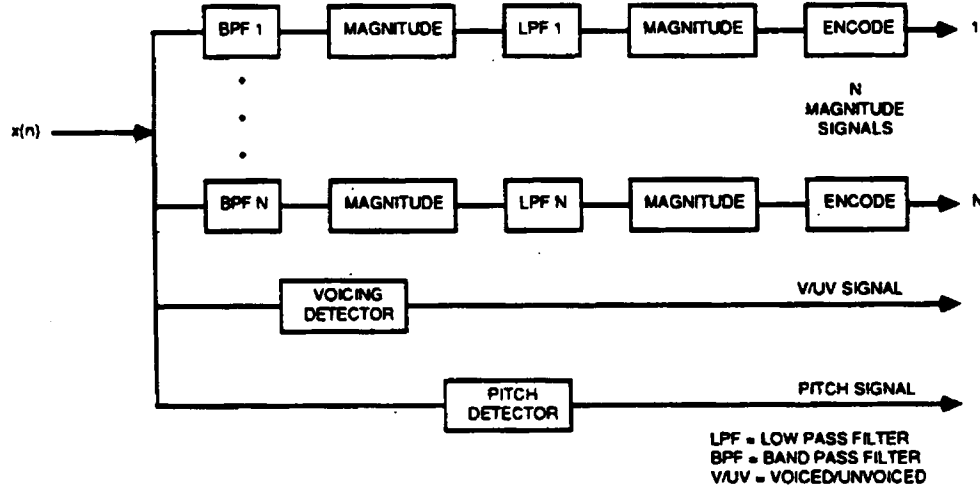 BPF 1 MAGNITUDE LPF 1 MAGNITUDE ENCODE 1
x(n)
N
MAGNITUDE
SIGNALS
BPF N MAGNITUDE LPF N MAGNITUDE ENCODE N
VOICING
DETECTOR
V/UV SIGNAL
PITCH
DETECTOR
PITCH SIGNAL
LPF = LOW PASS FILTER
BPF = BAND PASS FILTER
V/UV = VOICED/UNVOICED